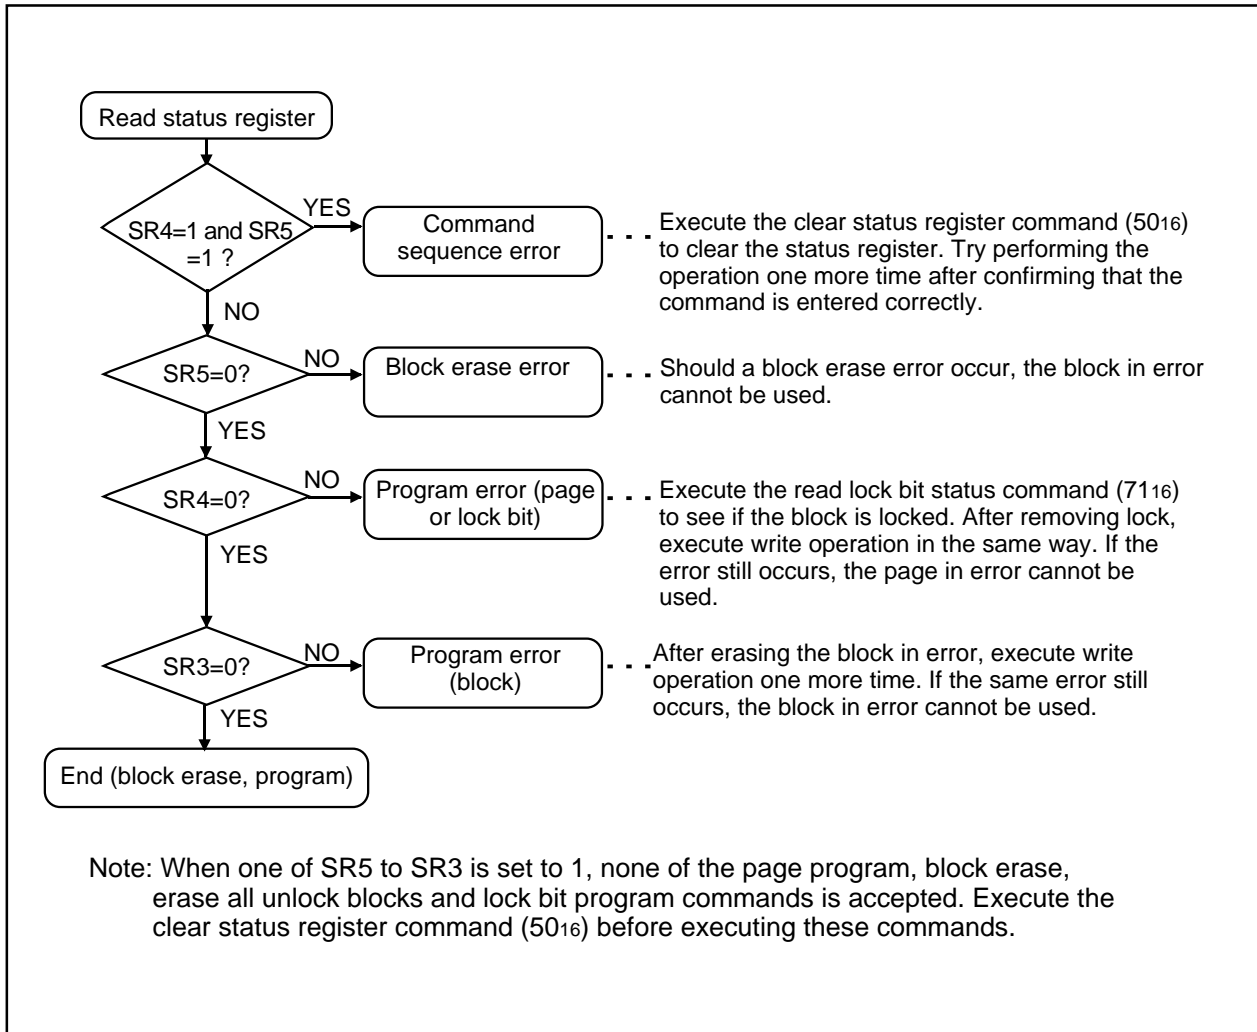 Read status register
SR4=1 and SR5
=1 ?
YES
Command
sequence error
Execute the clear status register command (5016)
to clear the status register. Try performing the
operation one more time after confirming that the
command is entered correctly.
NO
SR5=0?
NO
Block erase error
Should a block erase error occur, the block in error
cannot be used.
YES
SR4=0?
NO
Program error (page
or lock bit)
Execute the read lock bit status command (7116)
to see if the block is locked. After removing lock,
execute write operation in the same way. If the
error still occurs, the page in error cannot be
used.
YES
SR3=0?
NO
Program error
(block)
After erasing the block in error, execute write
operation one more time. If the same error still
occurs, the block in error cannot be used.
YES
End (block erase, program)
Note: When one of SR5 to SR3 is set to 1, none of the page program, block erase,
erase all unlock blocks and lock bit program commands is accepted. Execute the
clear status register command (5016) before executing these commands.